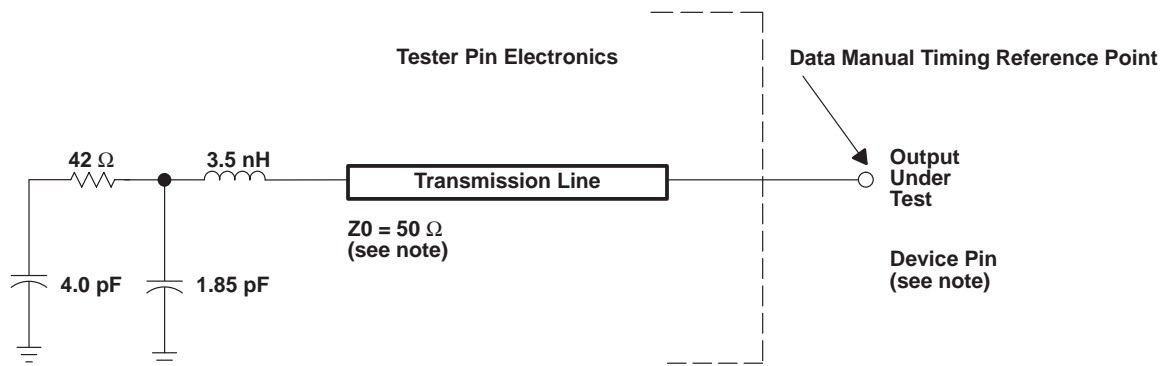 Tester Pin Electronics
Data Manual Timing Reference Point
42 Ω
3.5 nH
Transmission Line
Output
Under
Test
Z0 = 50 Ω
(see note)
Device Pin
(see note)
4.0 pF
1.85 pF